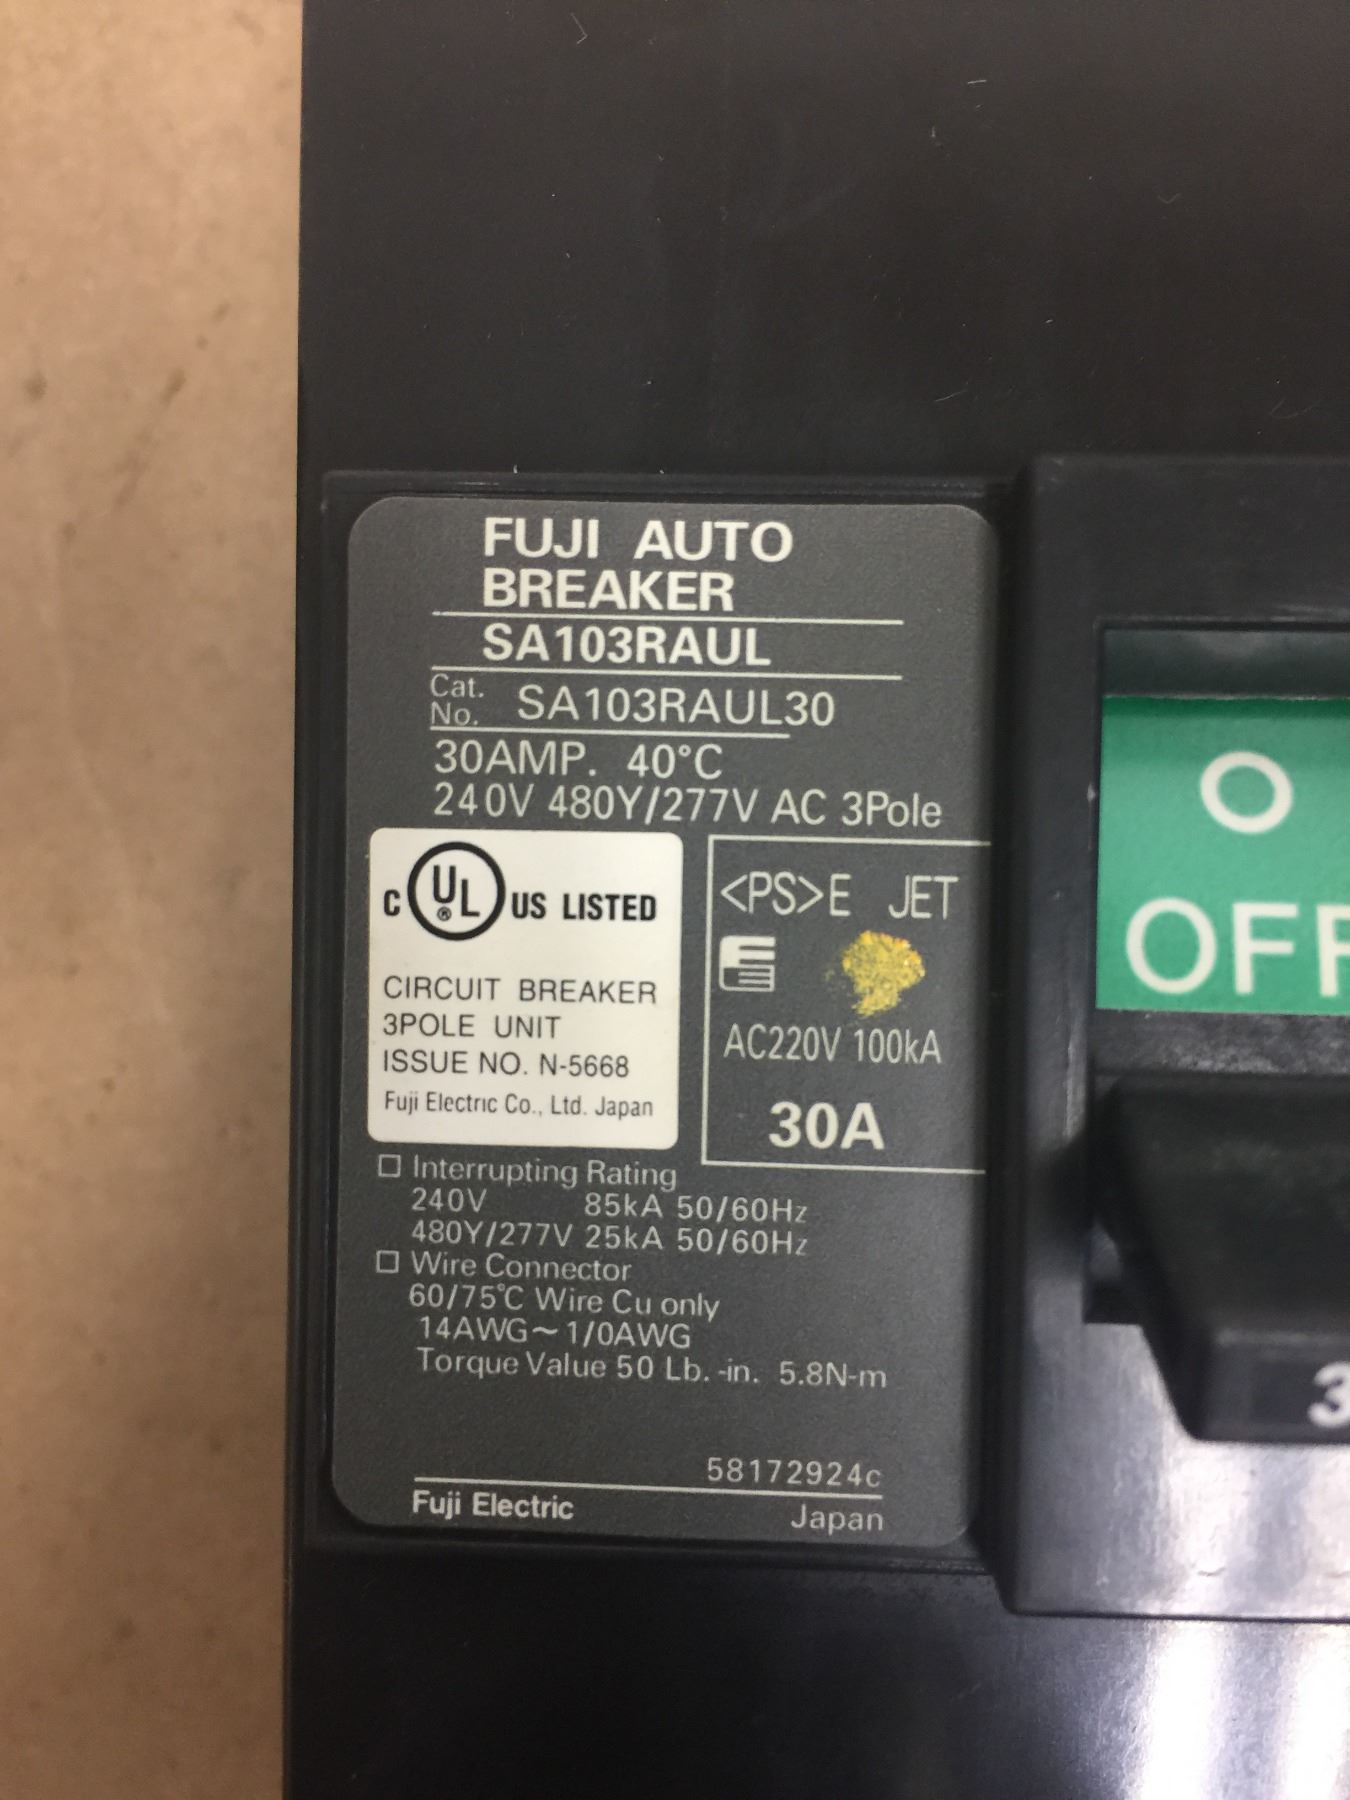 FUJI AUTO
BREAKER
SA103RAUL
Cat.
No. SA103RAUL30
30AMP. 40°C
240V 480Y/277V AC 3Pole
C UL® US LISTED
CIRCUIT BREAKER
3POLE UNIT
ISSUE NO. N-5668
Fuji Electric Co., Ltd. Japan
<PS>E JET
AC220V 100kA
30A
□ Interrupting Rating
240V 85kA 50/60Hz
480Y/277V 25kA 50/60Hz
□ Wire Connector
60/75°C Wire Cu only
14AWG~1/0AWG
Torque Value 50 Lb.-in. 5.8N-m
58172924c
Fuji Electric Japan
O
OFF
3